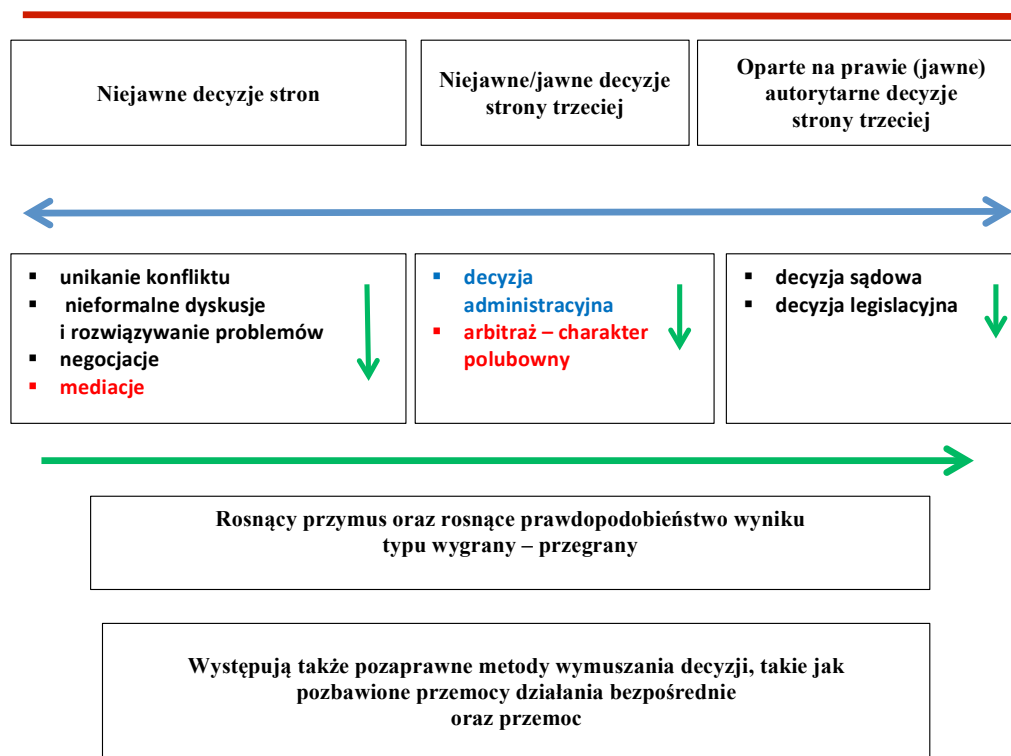 Niejawne decyzje stron
Niejawne/jawne decyzje
strony trzeciej
Oparte na prawie (jawne)
autorytarne decyzje
strony trzeciej
▪ unikanie konfliktu
▪ nieformalne dyskusje
i rozwiązywanie problemów
▪ negocjacje
▪ mediacje
▪ decyzja
administracyjna
▪ arbitraż – charakter
polubowny
▪ decyzja sądowa
▪ decyzja legislacyjna
Rosnący przymus oraz rosnące prawdopodobieństwo wyniku
typu wygrany – przegrany
Występują także pozaprawne metody wymuszania decyzji, takie jak
pozbawione przemocy działania bezpośrednie
oraz przemoc